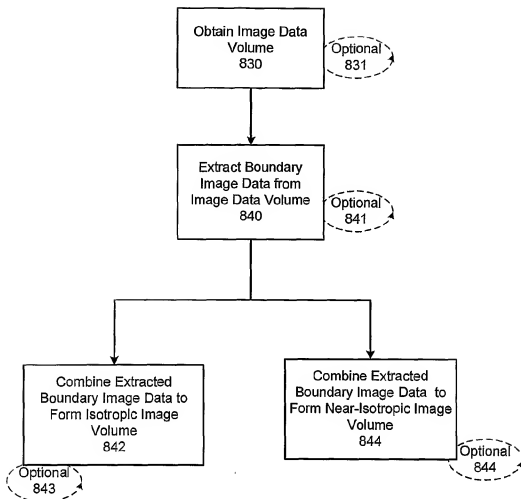 Obtain Image Data
Volume
830
Optional
831
Extract Boundary
Image Data from
Image Data Volume
840
Optional
841
Combine Extracted
Boundary Image Data to
Form Isotropic Image
Volume
842
Optional
843
Combine Extracted
Boundary Image Data to
Form Near-Isotropic Image
Volume
844
Optional
844